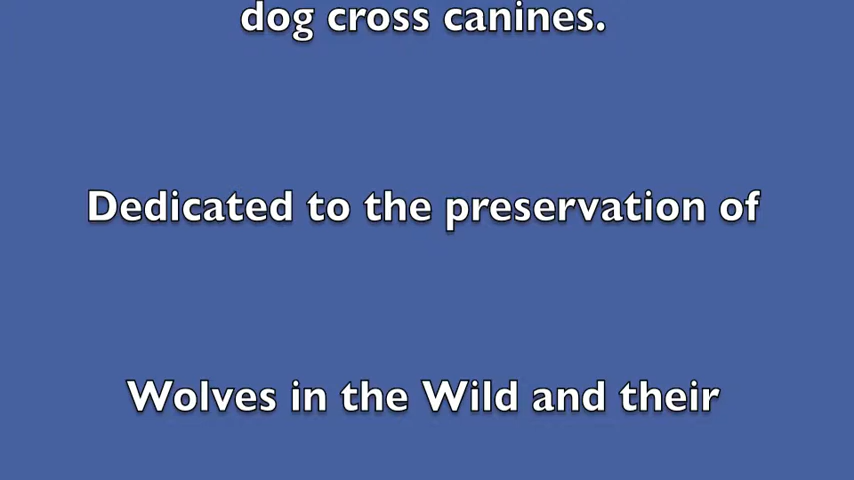 dog cross canines.
Dedicated to the preservation of
Wolves in the Wild and their